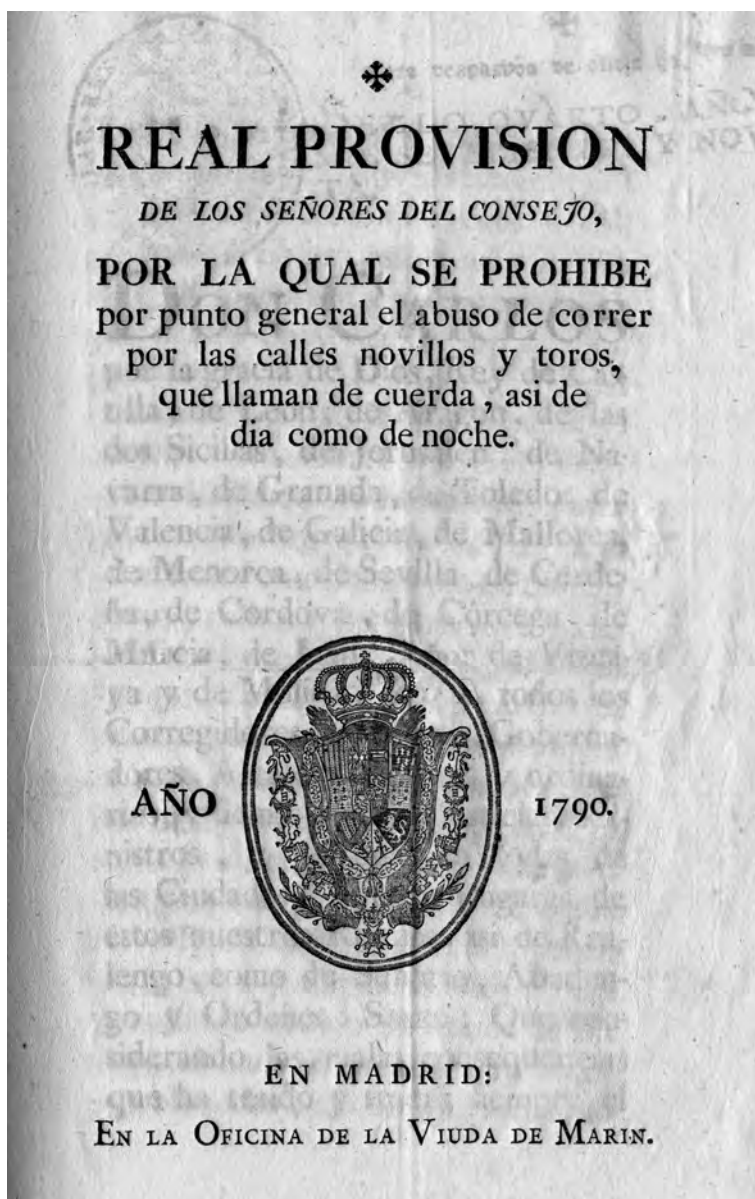 REAL PROVISION
DE LOS SEÑORES DEL CONSEJO,
POR LA QUAL SE PROHIBE
por punto general el abuso de correr
por las calles novillos y toros,
que llaman de cuerda , asi de
dia como de noche.
AÑO 1790.
EN MADRID:
EN LA OFICINA DE LA VIUDA DE MARIN.